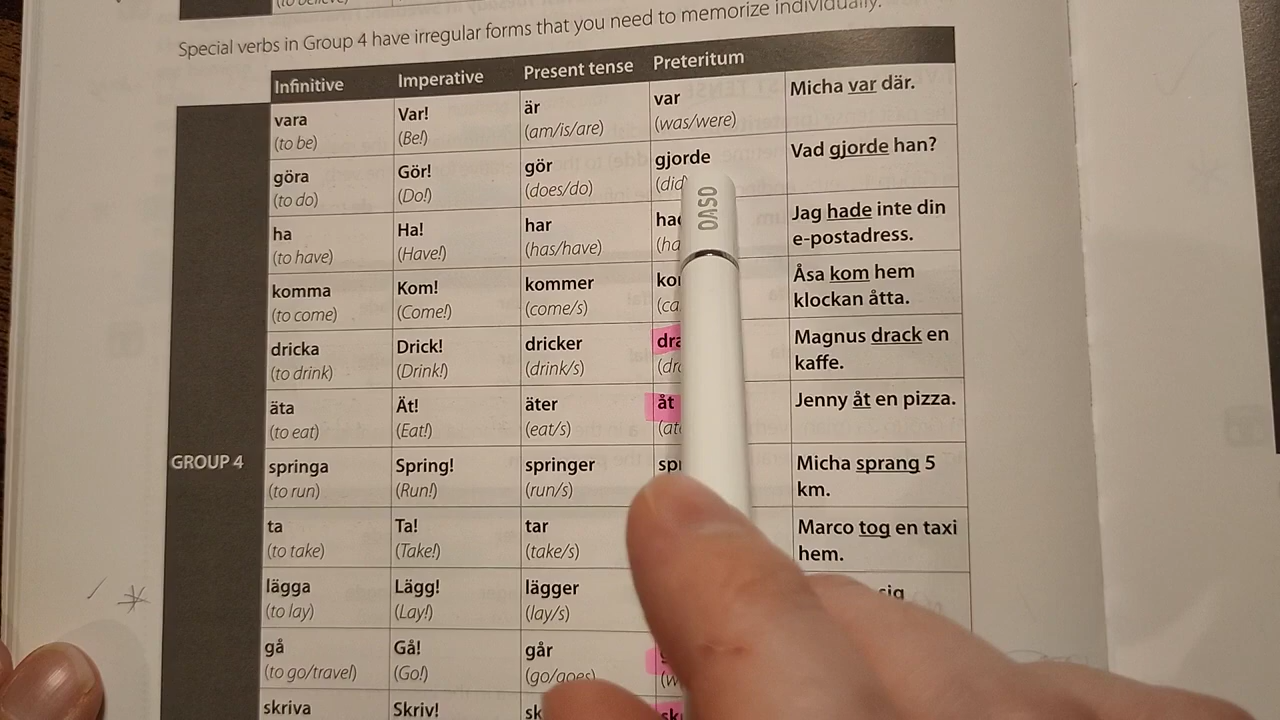 (to believe)
Special verbs in Group 4 have irregular forms that you need to memorize individually.
Infinitive Imperative Present tense Preteritum
GROUP 4
vara Var! är var Micha var där.
(to be) (Be!) (am/is/are) (was/were)
göra Gör! gör gjorde Vad gjorde han?
(to do) (Do!) (does/do) (did
ha Ha! har Jag hade inte din
(to have) (Have!) (has/have) e-postadress.
komma Kom! kommer Åsa kom hem
(to come) (Come!) (come/s) klockan åtta.
dricka Drick! dricker Magnus drack en
(to drink) (Drink!) (drink/s) kaffe.
äta Ät! äter åt Jenny åt en pizza.
(to eat) (Eat!) (eat/s)
springa Spring! springer Micha sprang 5
(to run) (Run!) (run/s) km.
ta Ta! tar Marco tog en taxi
(to take) (Take!) (take/s) hem.
lägga Lägg! lägger sig
(to lay) (Lay!) (lay/s)
gå Gå! går
(to go/travel) (Go!) (go/goes)
skriva Skriv!
OASO